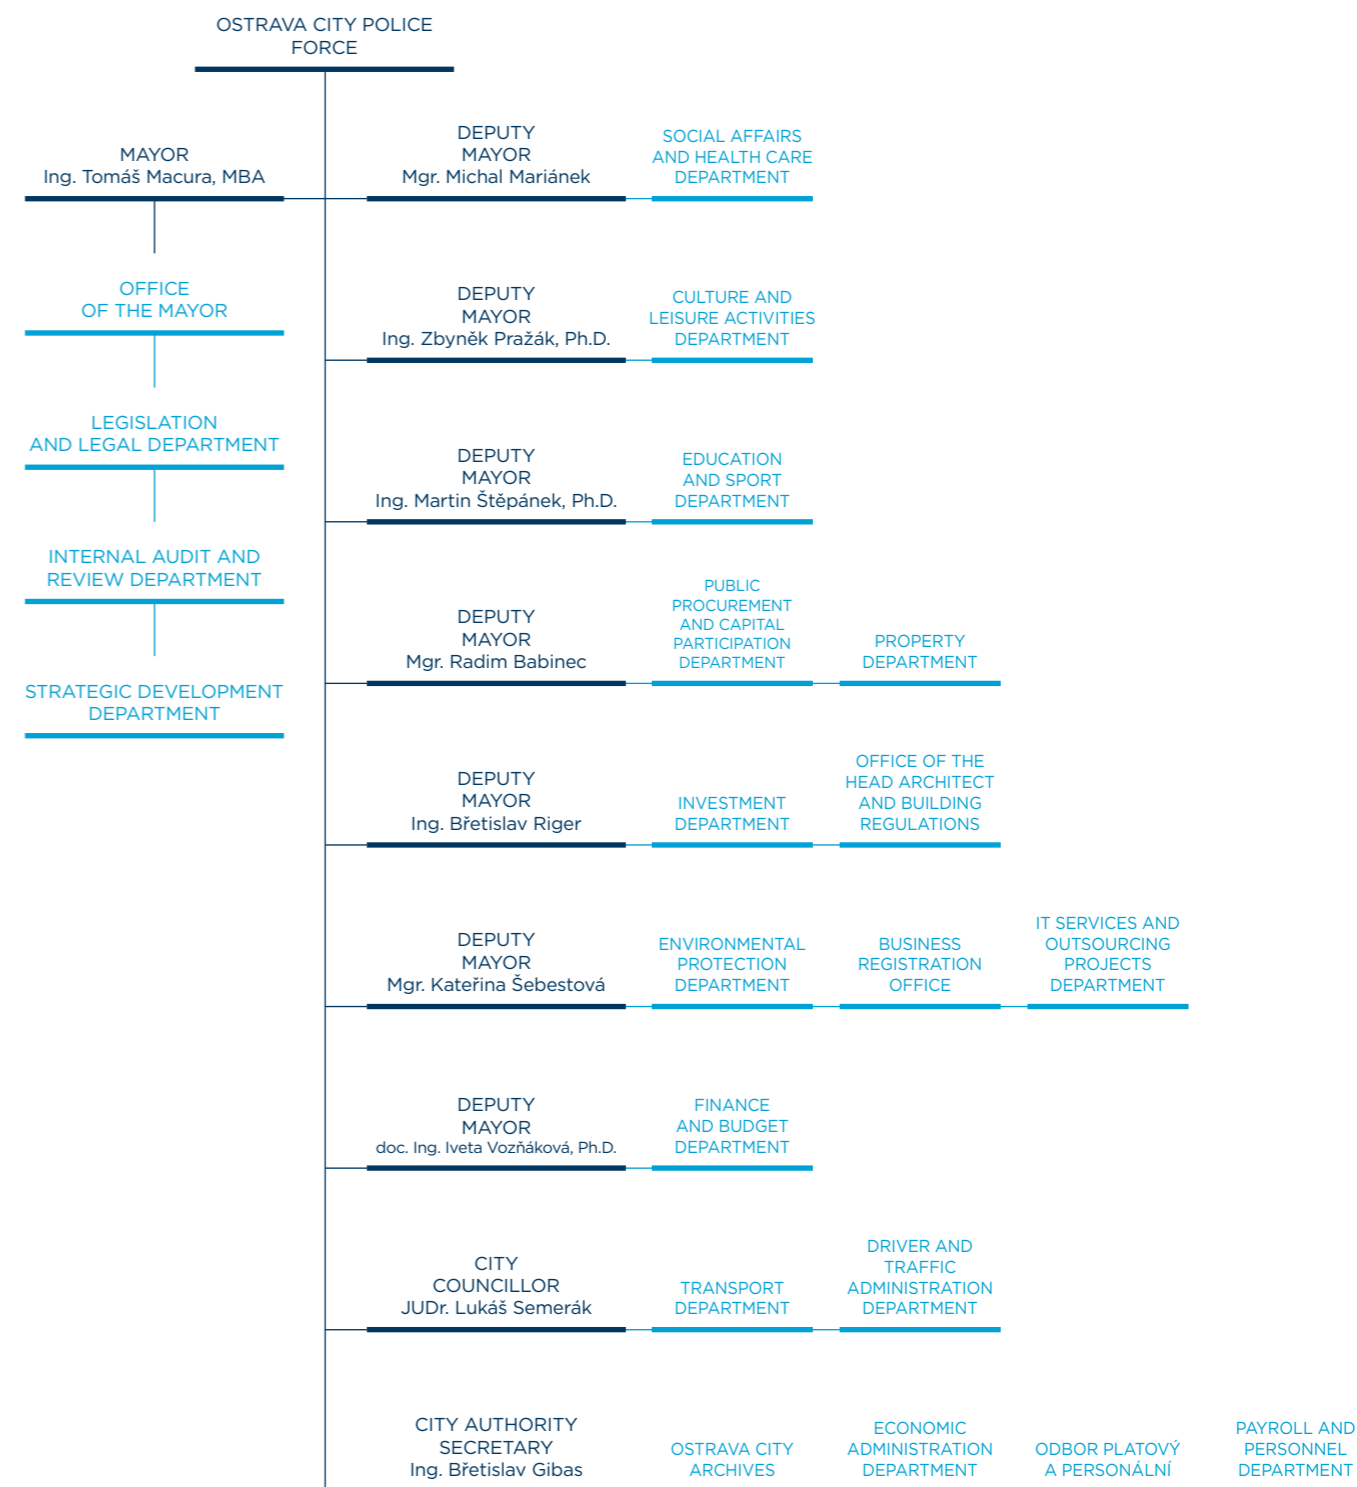 OSTRAVA CITY POLICE
FORCE
MAYOR
Ing. Tomáš Macura, MBA
DEPUTY
MAYOR
Mgr. Michal Mariánek
SOCIAL AFFAIRS
AND HEALTH CARE
DEPARTMENT
OFFICE
OF THE MAYOR
LEGISLATION
AND LEGAL DEPARTMENT
INTERNAL AUDIT AND
REVIEW DEPARTMENT
STRATEGIC DEVELOPMENT
DEPARTMENT
DEPUTY
MAYOR
Ing. Zbyněk Pražák, Ph.D.
CULTURE AND
LEISURE ACTIVITIES
DEPARTMENT
DEPUTY
MAYOR
Ing. Martin Štěpánek, Ph.D.
EDUCATION
AND SPORT
DEPARTMENT
DEPUTY
MAYOR
Mgr. Radim Babinec
PUBLIC
PROCUREMENT
AND CAPITAL
PARTICIPATION
DEPARTMENT
PROPERTY
DEPARTMENT
DEPUTY
MAYOR
Ing. Břetislav Riger
INVESTMENT
DEPARTMENT
OFFICE OF THE
HEAD ARCHITECT
AND BUILDING
REGULATIONS
DEPUTY
MAYOR
Mgr. Kateřina Šebestová
ENVIRONMENTAL
PROTECTION
DEPARTMENT
BUSINESS
REGISTRATION
OFFICE
IT SERVICES AND
OUTSOURCING
PROJECTS
DEPARTMENT
DEPUTY
MAYOR
doc. Ing. Iveta Vozňáková, Ph.D.
FINANCE
AND BUDGET
DEPARTMENT
CITY
COUNCILLOR
JUDr. Lukáš Semerák
TRANSPORT
DEPARTMENT
DRIVER AND
TRAFFIC
ADMINISTRATION
DEPARTMENT
CITY AUTHORITY
SECRETARY
Ing. Břetislav Gibas
OSTRAVA CITY
ARCHIVES
ECONOMIC
ADMINISTRATION
DEPARTMENT
ODBOR PLATOVÝ
A PERSONÁLNÍ
PAYROLL AND
PERSONNEL
DEPARTMENT